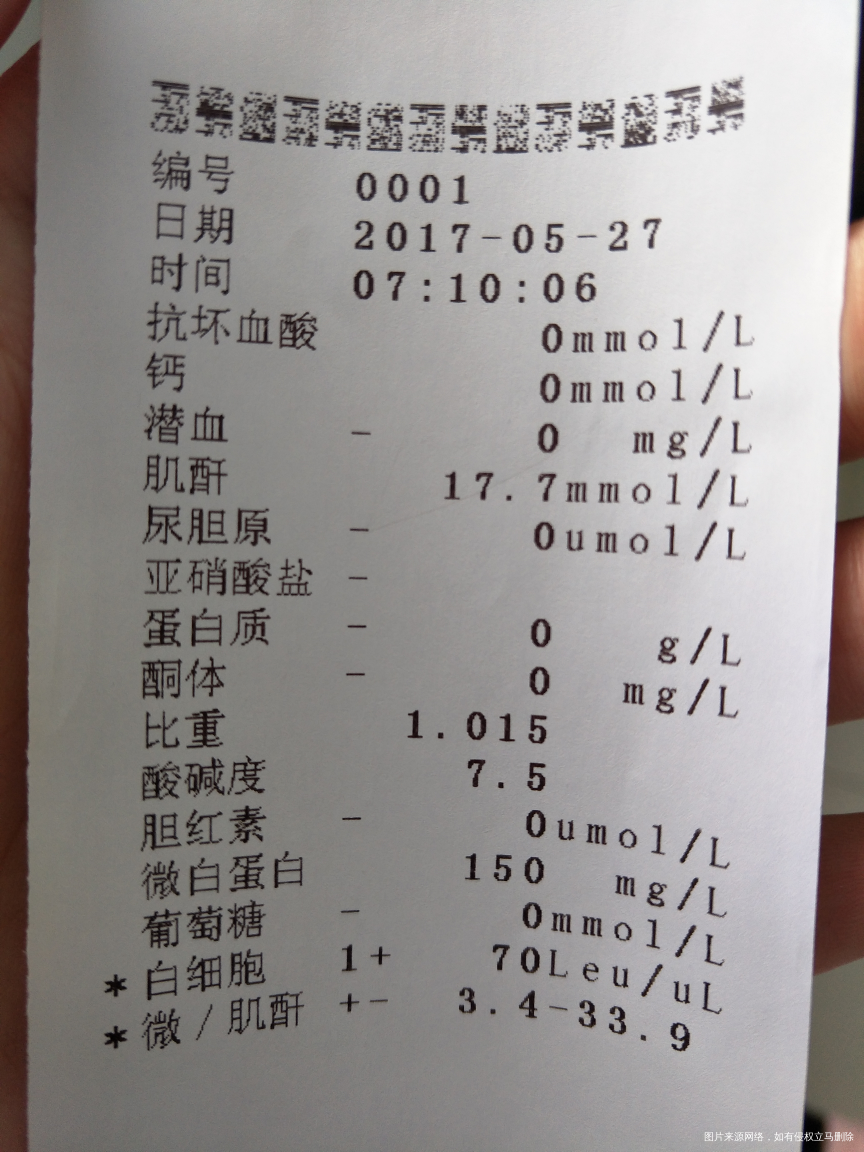 编号 0001
日期 2017-05-27
时间 07:10:06
抗坏血酸 0mmol/L
钙 0mmol/L
潜血 - 0 mg/L
肌酐 17.7mmol/L
尿胆原 - 0umol/L
亚硝酸盐 -
蛋白质 - 0 g/L
酮体 - 0 mg/L
比重 1.015
酸碱度 7.5
胆红素 - 0umol/L
微白蛋白 150 mg/L
葡萄糖 - 0mmol/L
*白细胞 1+ 70Leu/uL
*微/肌酐 +- 3.4-33.9
图片来源网络，如有侵权立马删除